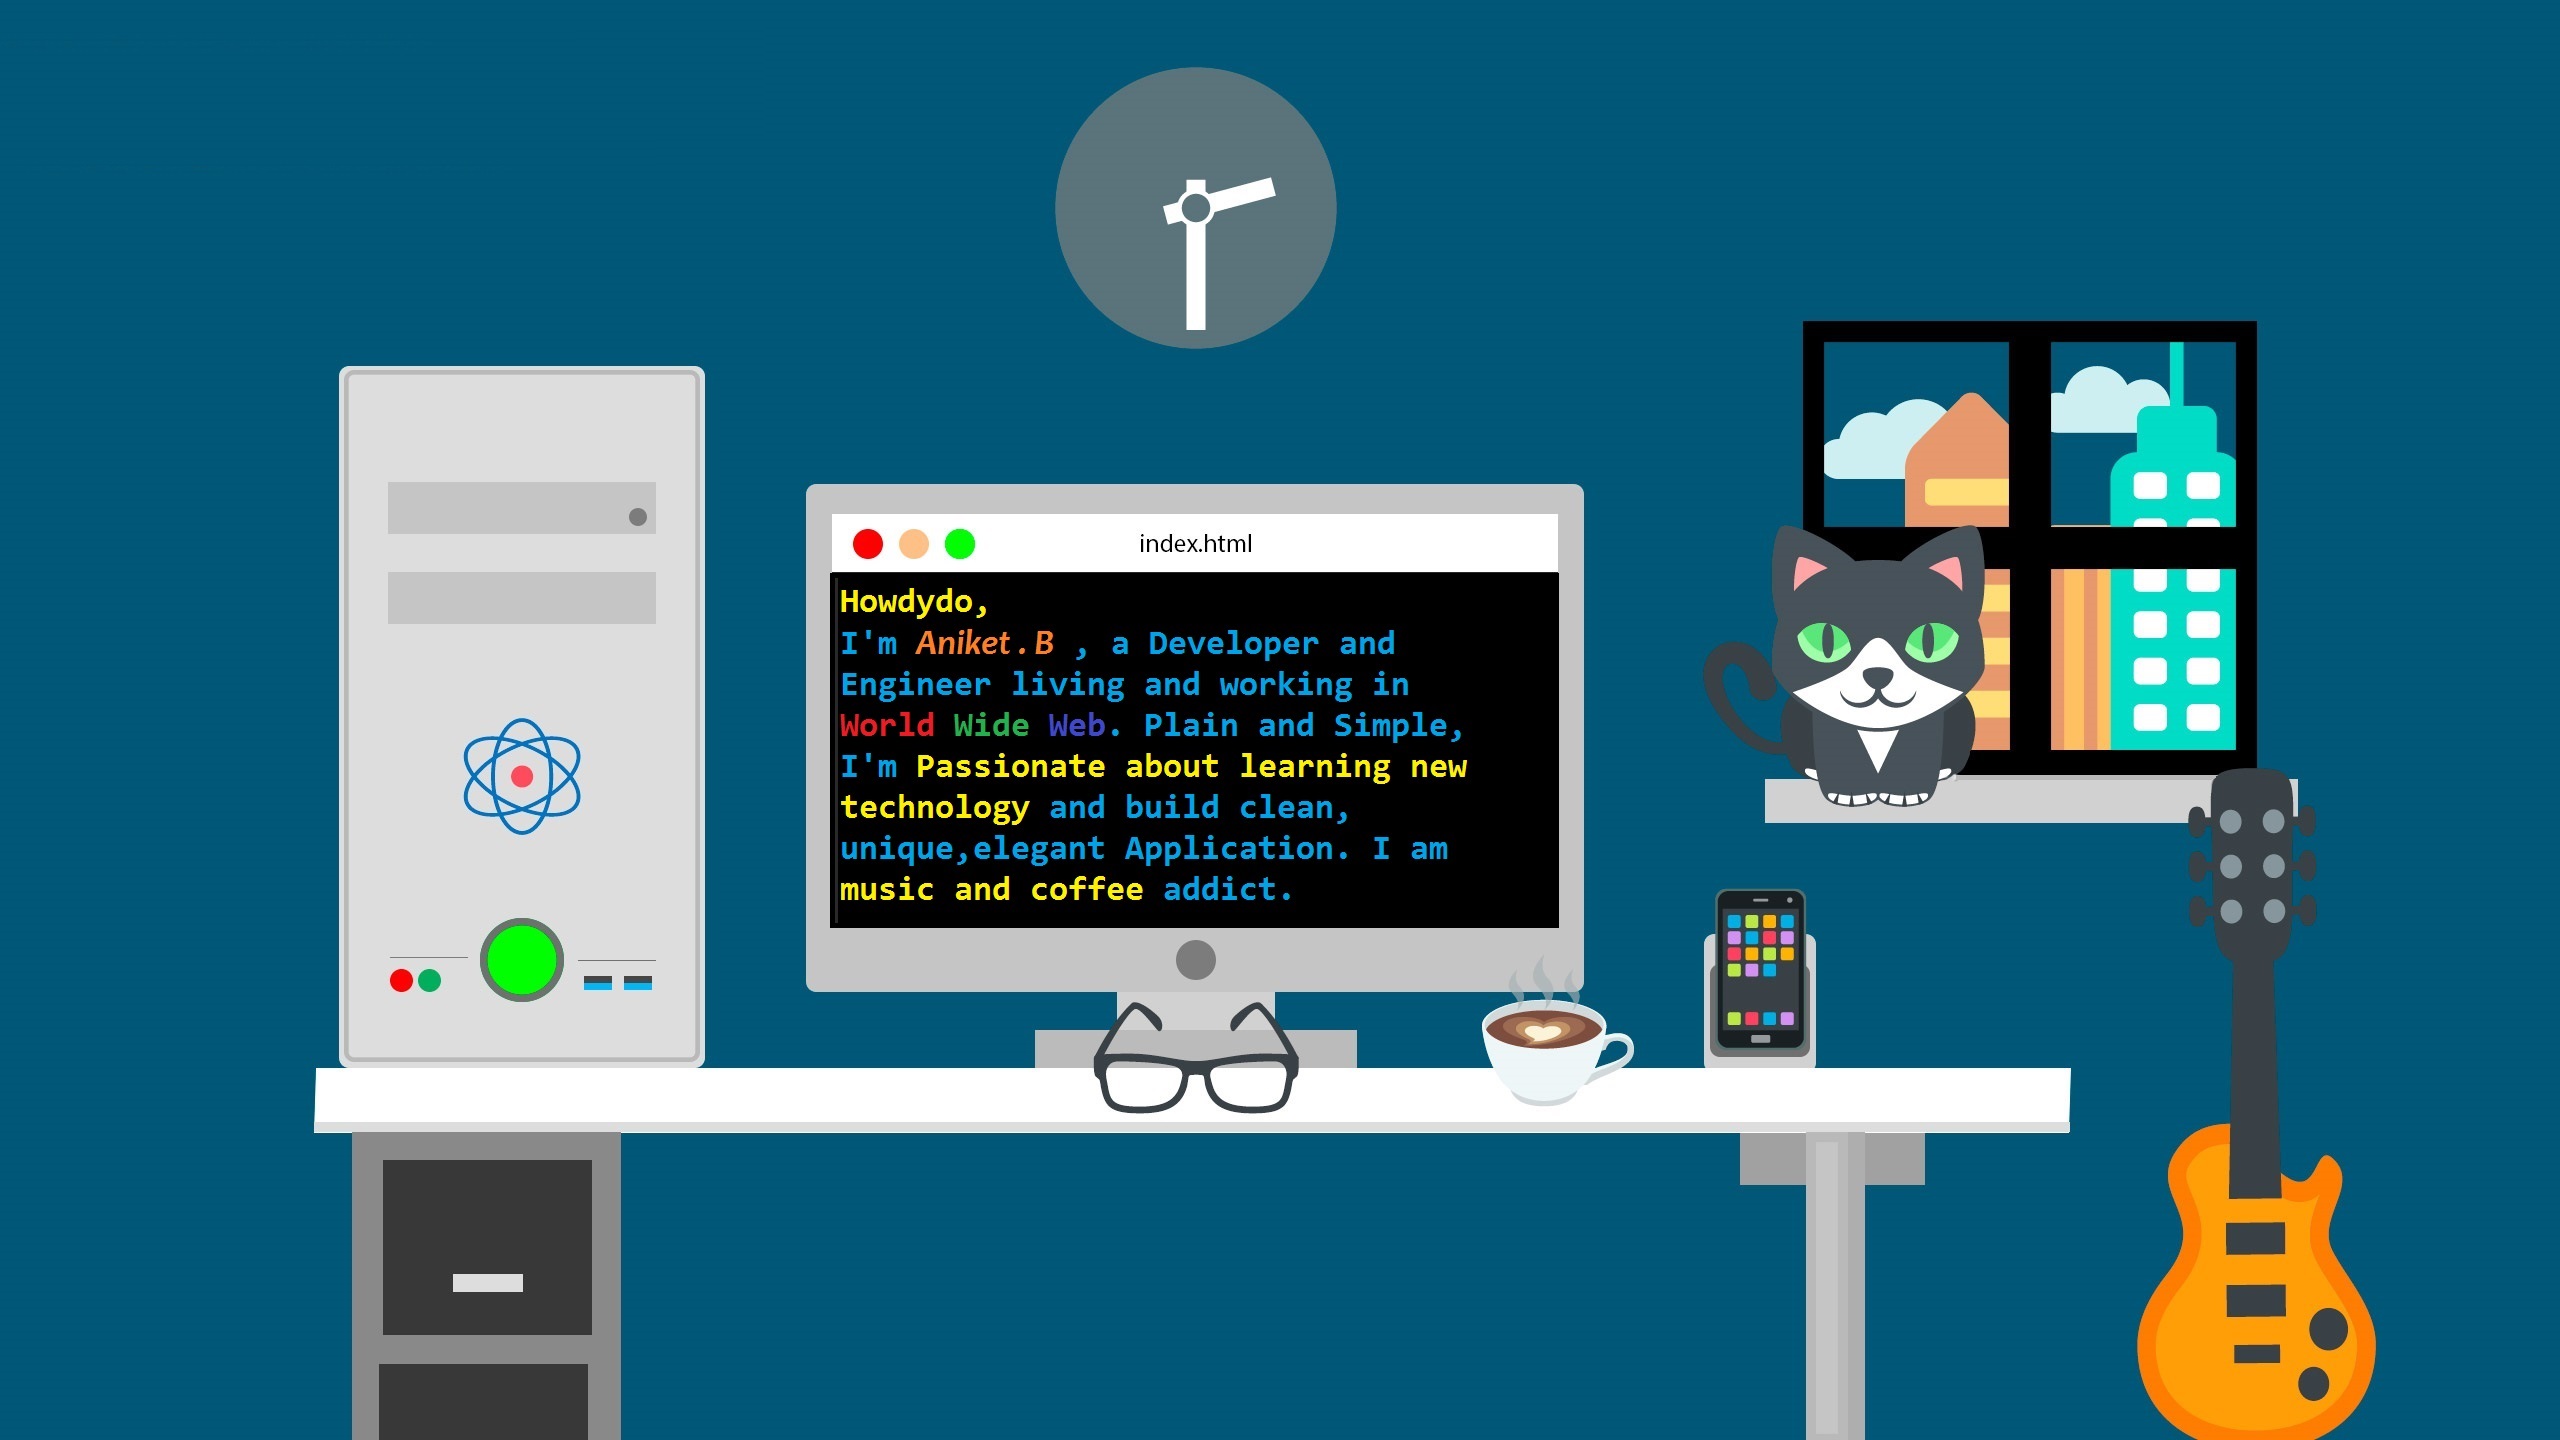 index.html
Howdydo,
I'm Aniket.B , a Developer and
Engineer living and working in
World Wide Web. Plain and Simple,
I'm Passionate about learning new
technology and build clean,
unique,elegant Application. I am
music and coffee addict.